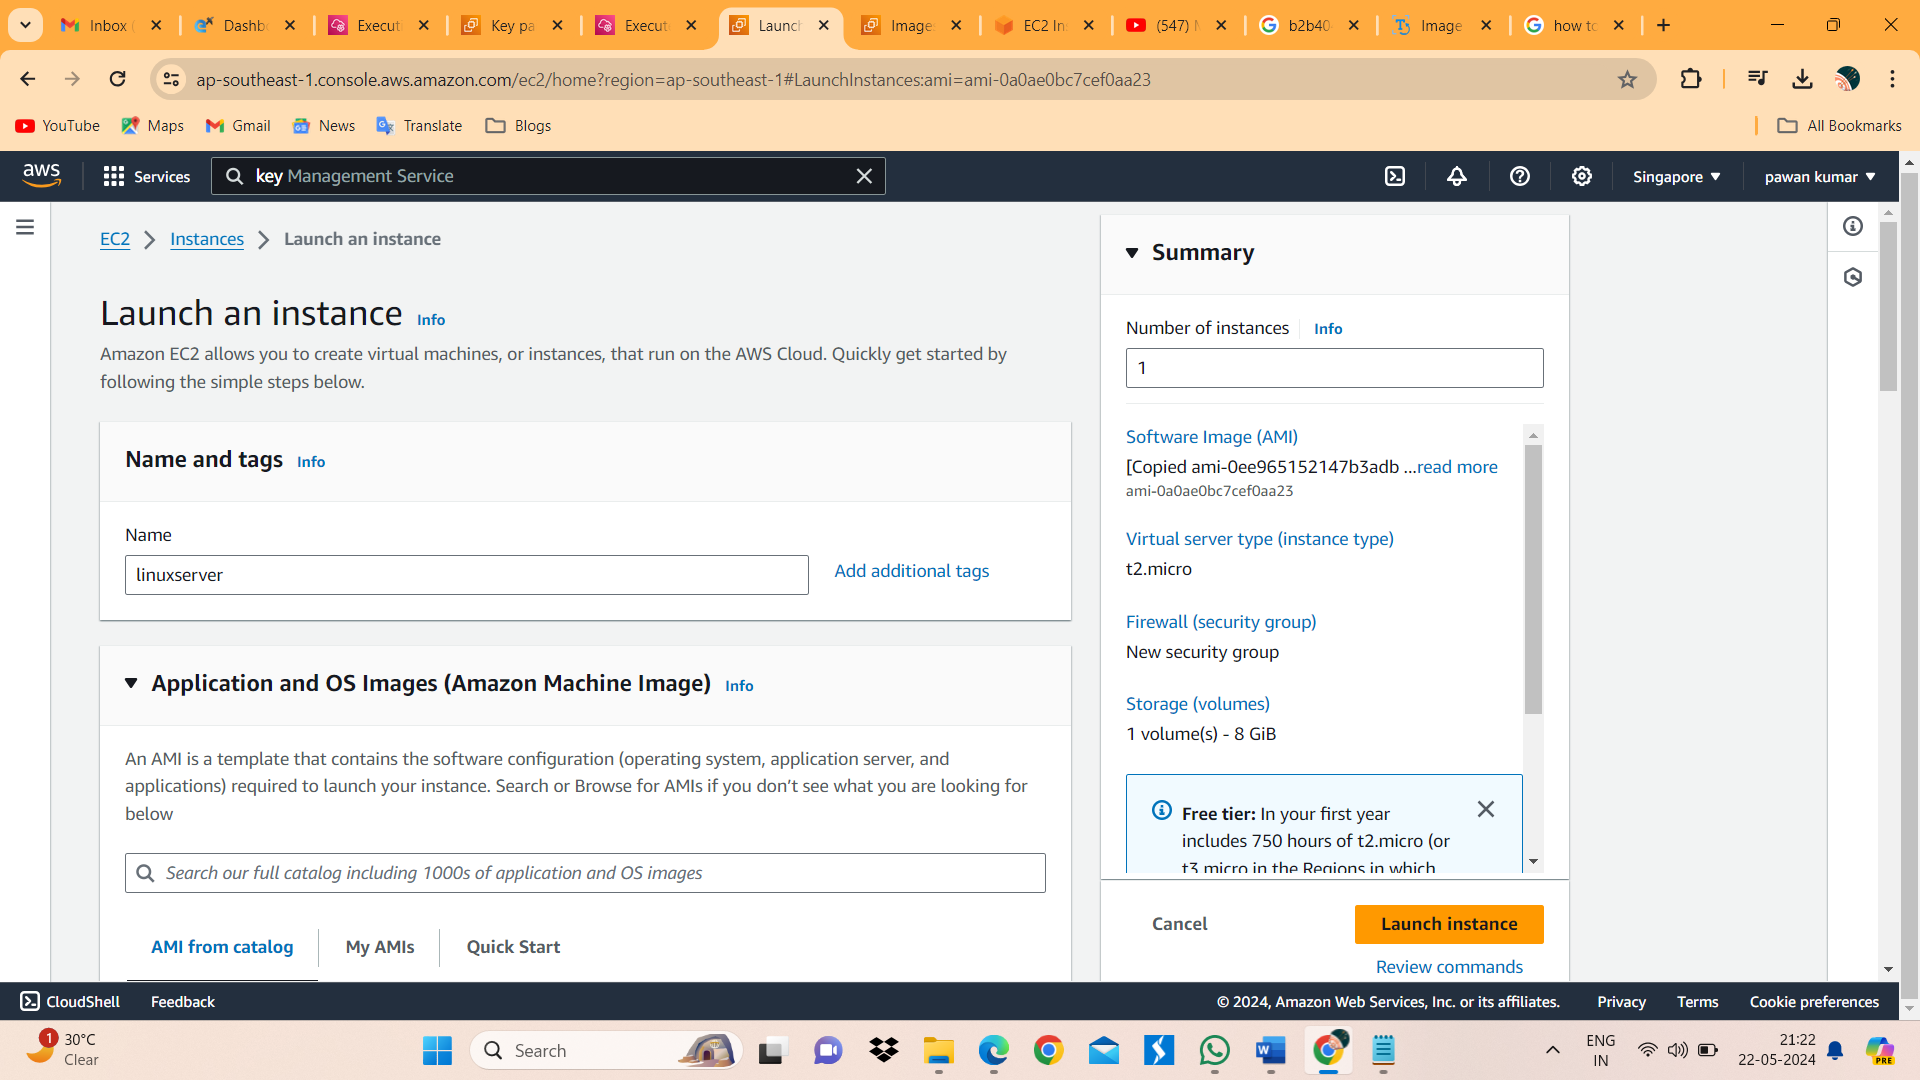 Inbox (
Dashb
Execut
Key pa
Execut
Launch
Image
EC2 In
(547) M
b2b40
Image
how to
ap-southeast-1.console.aws.amazon.com/ec2/home?region=ap-southeast-1#LaunchInstances:ami=ami-0a0ae0bc7cef0aa23
YouTube
Maps
Gmail
News
Translate
Blogs
All Bookmarks
aws
Services
key Management Service
Singapore
pawan kumar
EC2
Instances
Launch an instance
Launch an instance Info
Amazon EC2 allows you to create virtual machines, or instances, that run on the AWS Cloud. Quickly get started by
following the simple steps below.
Name and tags Info
Name
linuxserver
Add additional tags
Application and OS Images (Amazon Machine Image) Info
An AMI is a template that contains the software configuration (operating system, application server, and
applications) required to launch your instance. Search or Browse for AMIs if you don’t see what you are looking for
below
Search our full catalog including 1000s of application and OS images
AMI from catalog
My AMIs
Quick Start
Summary
Number of instances Info
1
Software Image (AMI)
[Copied ami-0ee965152147b3adb ...read more
ami-0a0ae0bc7cef0aa23
Virtual server type (instance type)
t2.micro
Firewall (security group)
New security group
Storage (volumes)
1 volume(s) - 8 GiB
Free tier: In your first year
includes 750 hours of t2.micro (or
t3.micro in the Regions in which
Cancel
Launch instance
Review commands
CloudShell
Feedback
© 2024, Amazon Web Services, Inc. or its affiliates.
Privacy
Terms
Cookie preferences
1
30°C
Clear
Search
ENG
IN
21:22
22-05-2024
PRE